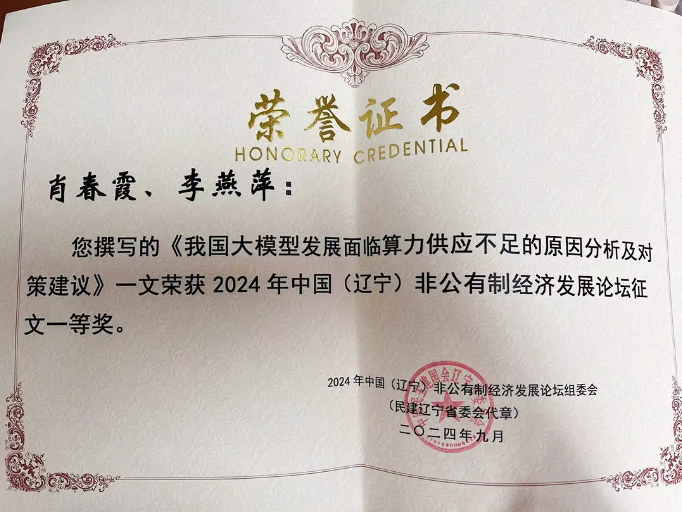 荣誉证书
HONORARY CREDENTIAL
肖春霞、李燕萍：
您撰写的《我国大模型发展面临算力供应不足的原因分析及对
策建议》一文荣获 2024 年中国（辽宁）非公有制经济发展论坛征
文一等奖。
2024 年中国（辽宁）非公有制经济发展论坛组委会
（民建辽宁省委会代章）
二〇二四年九月